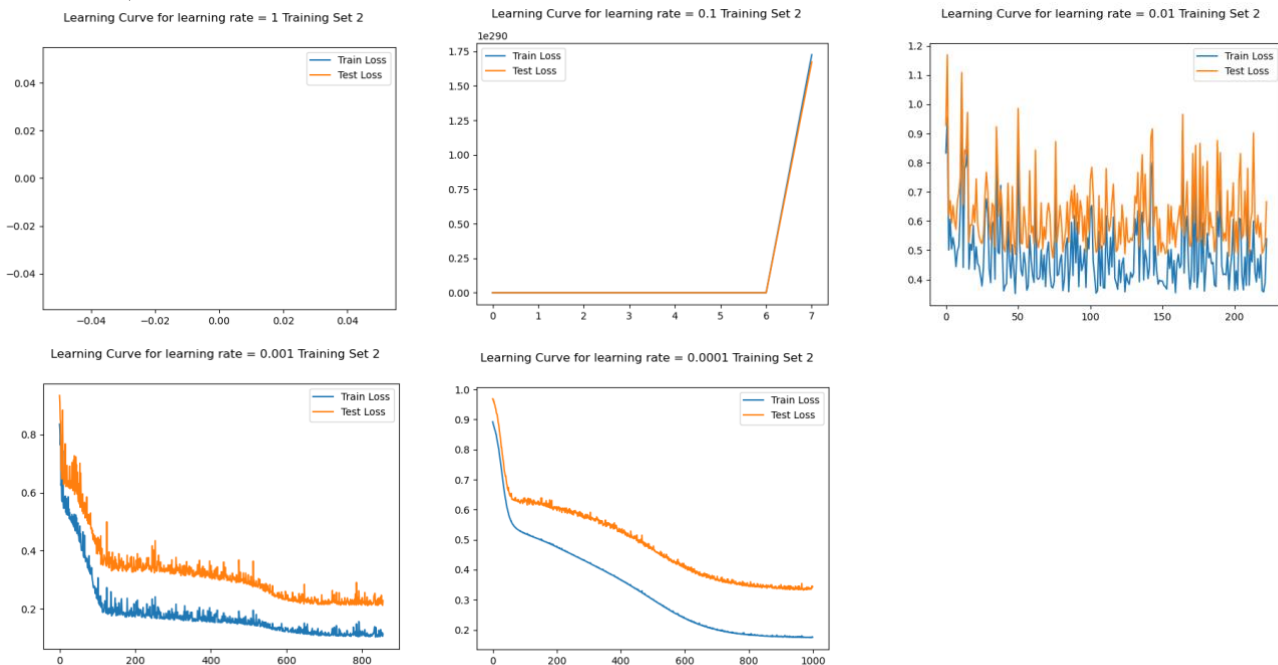 Learning Curve for learning rate = 1 Training Set 2
Train Loss
Test Loss
0.04
0.02
0.00
−0.02
−0.04
−0.04 −0.02 0.00 0.02 0.04
Learning Curve for learning rate = 0.1 Training Set 2
1e290
Train Loss
Test Loss
1.75
1.50
1.25
1.00
0.75
0.50
0.25
0.00
0 1 2 3 4 5 6 7
Learning Curve for learning rate = 0.01 Training Set 2
Train Loss
Test Loss
1.2
1.1
1.0
0.9
0.8
0.7
0.6
0.5
0.4
0 50 100 150 200
Learning Curve for learning rate = 0.001 Training Set 2
Train Loss
Test Loss
0.8
0.6
0.4
0.2
0 200 400 600 800
Learning Curve for learning rate = 0.0001 Training Set 2
Train Loss
Test Loss
1.0
0.9
0.8
0.7
0.6
0.5
0.4
0.3
0.2
0 200 400 600 800 1000